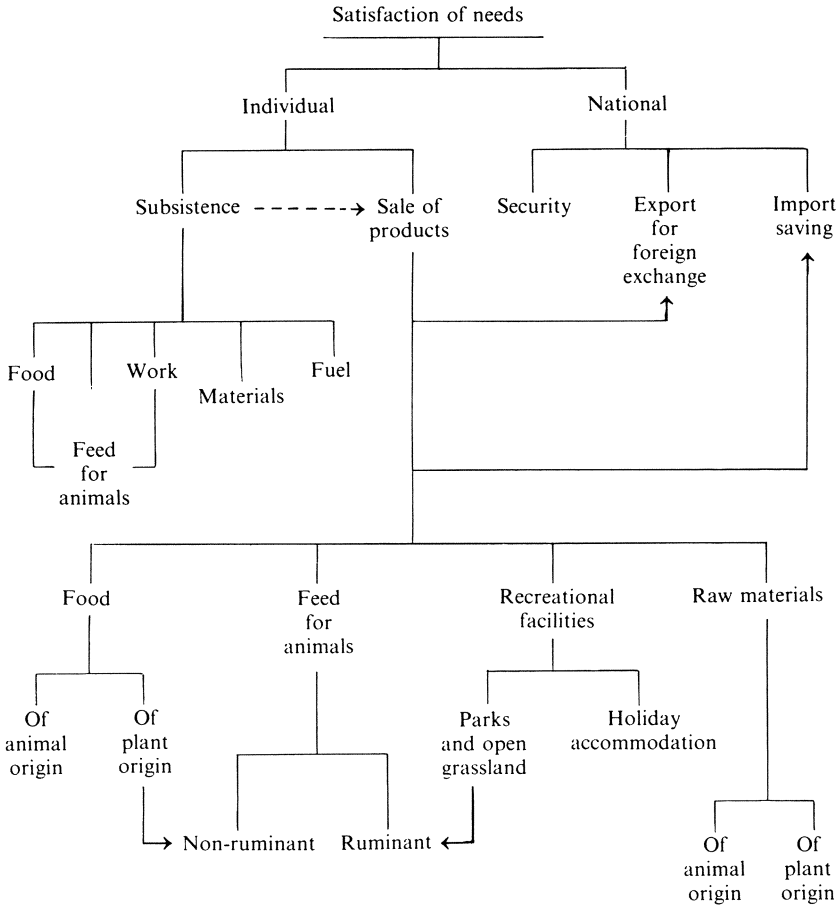 Satisfaction of needs
Individual
National
Subsistence
Sale of
products
Security
Export
for
foreign
exchange
Import
saving
Food
Work
Materials
Fuel
Feed
for
animals
Food
Feed
for
animals
Recreational
facilities
Raw materials
Of
animal
origin
Of
plant
origin
Parks
and open
grassland
Holiday
accommodation
Non-ruminant
Ruminant
Of
animal
origin
Of
plant
origin